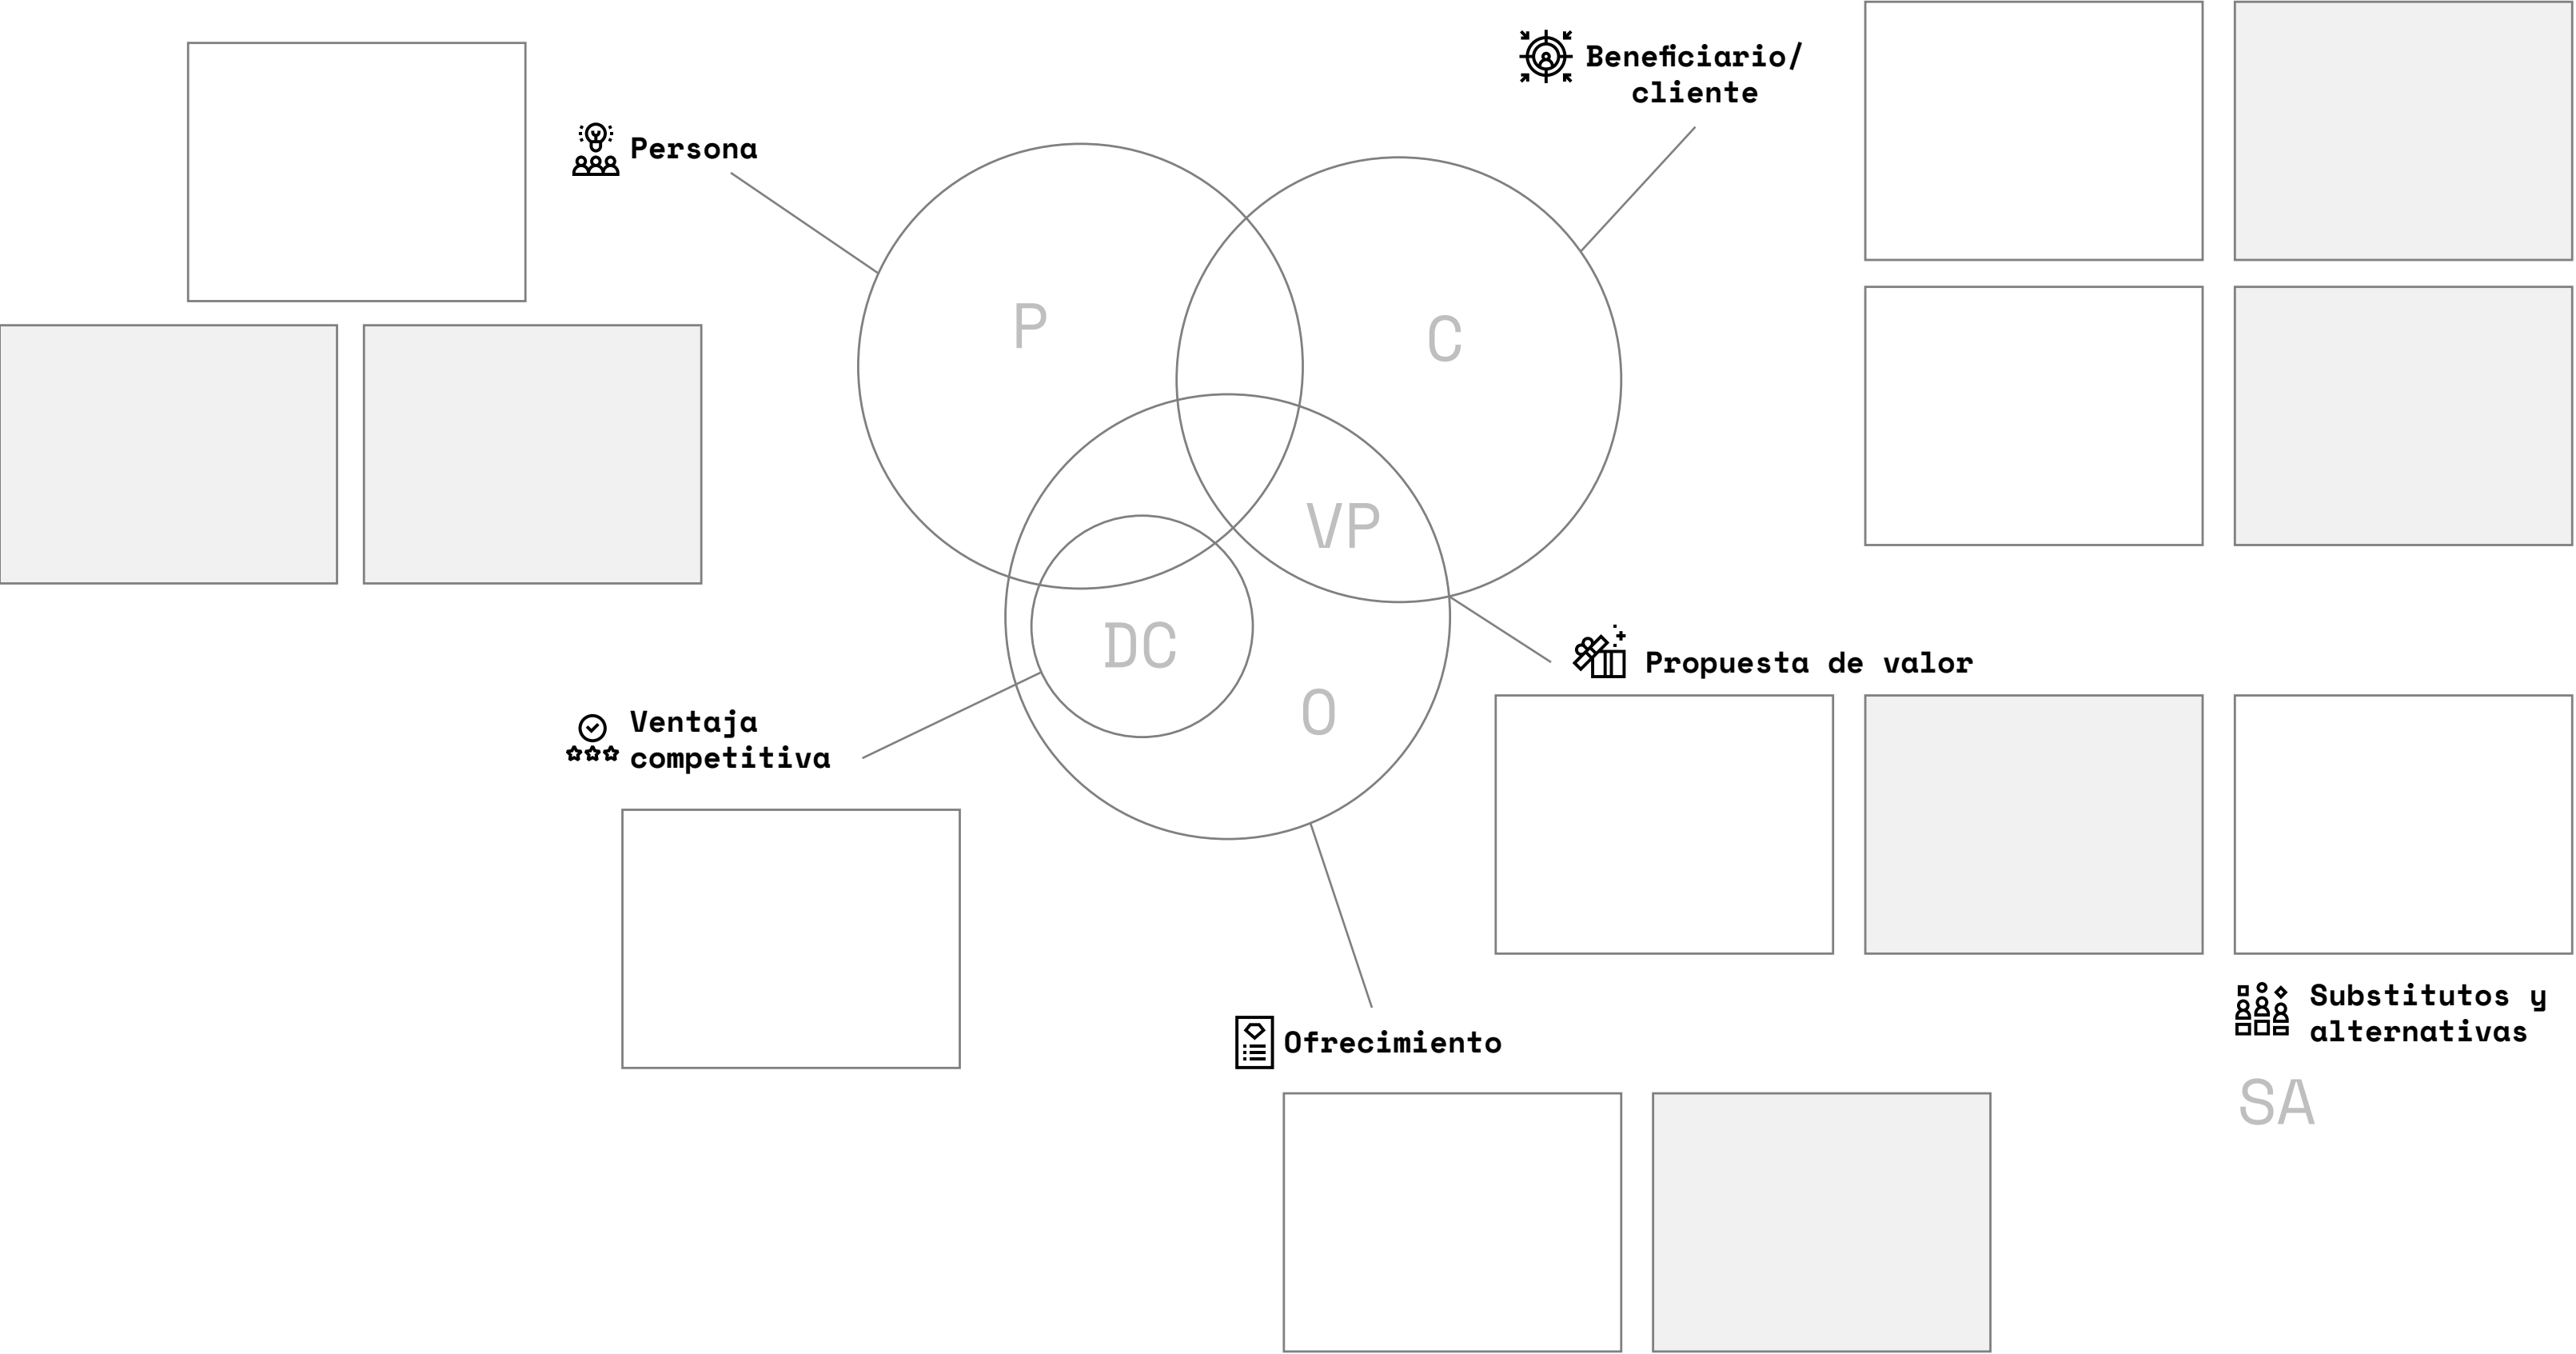 Beneficiario/
cliente
Persona
P
C
VP
DC
Propuesta de valor
O
Ventaja
competitiva
Substitutos y
alternativas
Ofrecimiento
SA